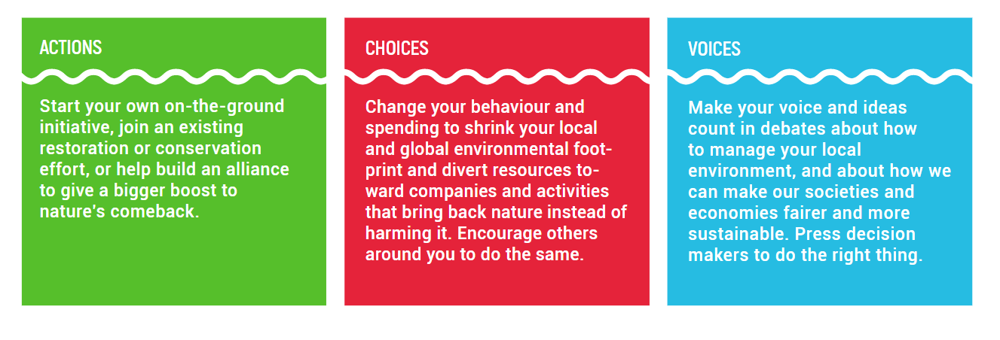 ACTIONS
Start your own on-the-ground
initiative, join an existing
restoration or conservation
effort, or help build an alliance
to give a bigger boost to
nature's comeback.
CHOICES
Change your behaviour and
spending to shrink your local
and global environmental foot-
print and divert resources to-
ward companies and activities
that bring back nature instead of
harming it. Encourage others
around you to do the same.
VOICES
Make your voice and ideas
count in debates about how
to manage your local
environment, and about how we
can make our societies and
economies fairer and more
sustainable. Press decision
makers to do the right thing.